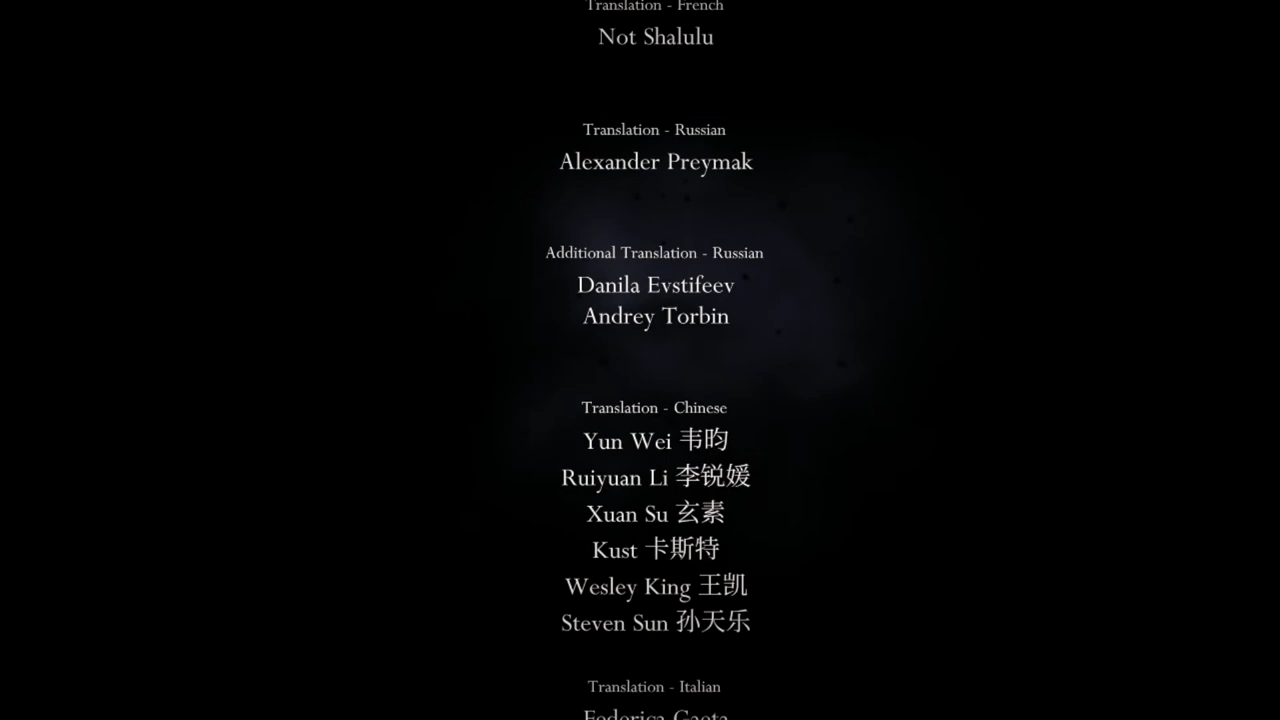 Translation - French
Not Shalulu
Translation - Russian
Alexander Preymak
Additional Translation - Russian
Danila Evstifeev
Andrey Torbin
Translation - Chinese
Yun Wei 韦昀
Ruiyuan Li 李锐媛
Xuan Su 玄素
Kust 卡斯特
Wesley King 王凯
Steven Sun 孙天乐
Translation - Italian
Federica Gaeta